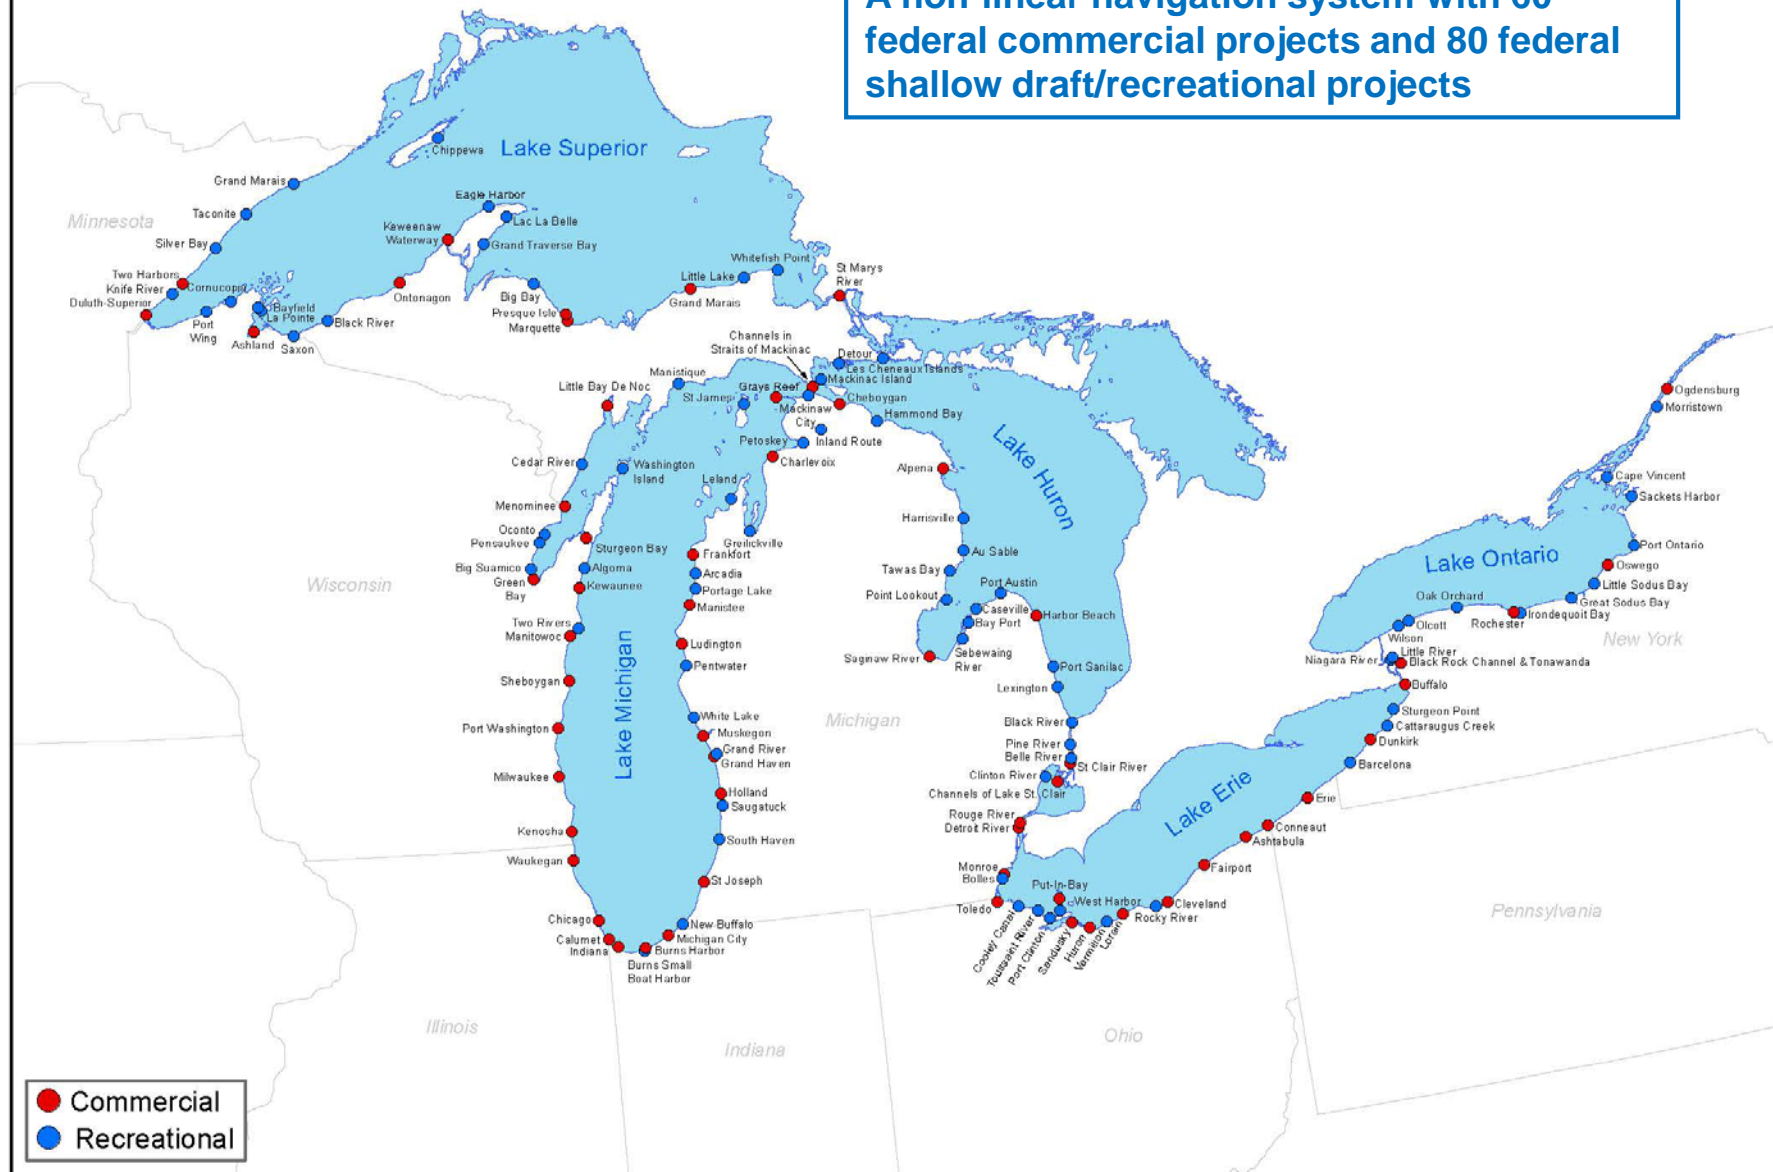 A non-linear navigation system with 60
federal commercial projects and 80 federal
shallow draft/recreational projects
Lake Superior
Chippewa
Grand Marais
Minnesota
Taconite
Silver Bay
Two Harbors
Knife River
Duluth-Superior
Cornucopia
Port
Wing
Bayfield
La Pointe
Ashland
Saxon
Black River
Ontonagon
Keweenaw
Waterway
Eagle Harbor
Lac La Belle
Grand Traverse Bay
Big Bay
Presque Isle
Marquette
Little Lake
Grand Marais
Whitefish Point
St Marys
River
Channels in
Straits of Mackinac
Detour
Les Cheneaux Islands
Mackinac Island
Grays Reef
Cheboygan
Mackinaw
City
Hammond Bay
Inland Route
Petoskey
Charlevoix
St James
Manistique
Little Bay De Noc
Cedar River
Washington
Island
Menominee
Oconto
Pensaukee
Big Suamico
Green
Bay
Sturgeon Bay
Algoma
Kewaunee
Two Rivers
Manitowoc
Sheboygan
Port Washington
Milwaukee
Kenosha
Waukegan
Chicago
Calumet
Indiana
Burns Small
Boat Harbor
Burns Harbor
Michigan City
New Buffalo
St Joseph
South Haven
Saugatuck
Holland
Grand Haven
Grand River
Muskegon
White Lake
Pentwater
Ludington
Manistee
Portage Lake
Arcadia
Frankfort
Leland
Greilickville
Lake Michigan
Wisconsin
Michigan
Lake Huron
Alpena
Harrisville
Au Sable
Tawas Bay
Point Lookout
Port Austin
Caseville
Bay Port
Sebewaing
River
Saginaw River
Harbor Beach
Port Sanilac
Lexington
Black River
Pine River
Belle River
St Clair River
Clinton River
Channels of Lake St. Clair
Rouge River
Detroit River
Monroe
Bolles
Toledo
Put-In-Bay
West Harbor
Cooley Canal
Toussaint River
Port Clinton
Sandusky
Huron
Vermilion
Lorain
Rocky River
Cleveland
Fairport
Ashtabula
Conneaut
Erie
Barcelona
Dunkirk
Cattaraugus Creek
Sturgeon Point
Buffalo
Black Rock Channel & Tonawanda
Little River
Niagara River
Lake Erie
Wilson
Olcott
Oak Orchard
Rochester
Irondequoit Bay
Great Sodus Bay
Little Sodus Bay
Oswego
Port Ontario
Sackets Harbor
Cape Vincent
Morristown
Ogdensburg
Lake Ontario
New York
Pennsylvania
Ohio
Indiana
Illinois
Commercial
Recreational